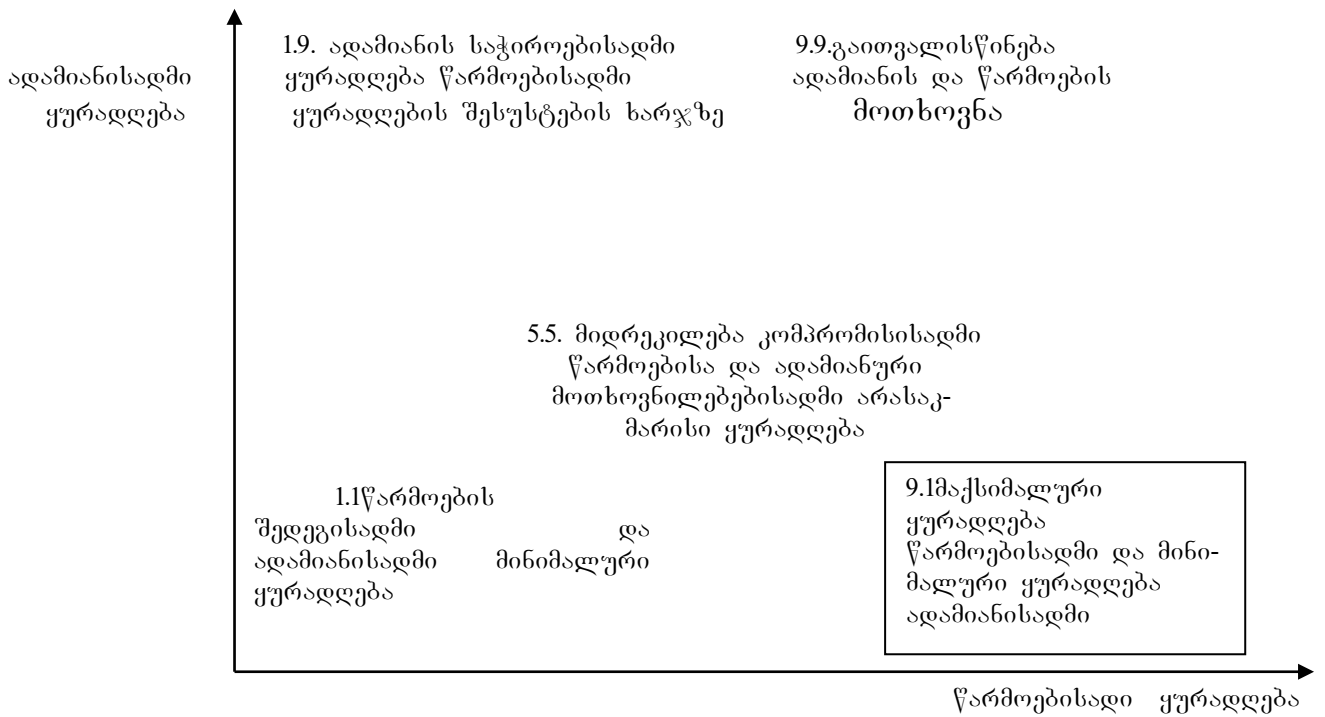 ადამიანისადმი
ყურადღება
1.9. ადამიანის საჭიროებისადმი
ყურადღება წარმოებისადმი
ყურადღების შესუსტების ხარჯზე
9.9.გაითვალისწინება
ადამიანის და წარმოების
მოთხოვნა
5.5. მიდრეკილება კომპრომისისადმი
წარმოებისა და ადამიანური
მოთხოვნილებებისადმი არასაკ-
მარისი ყურადღება
1.1წარმოების
შედეგისადმი და
ადამიანისადმი მინიმალური
ყურადღება
9.1მაქსიმალური
ყურადღება
წარმოებისადმი და მინი-
მალური ყურადღება
ადამიანისადმი
წარმოებისადი ყურადღება